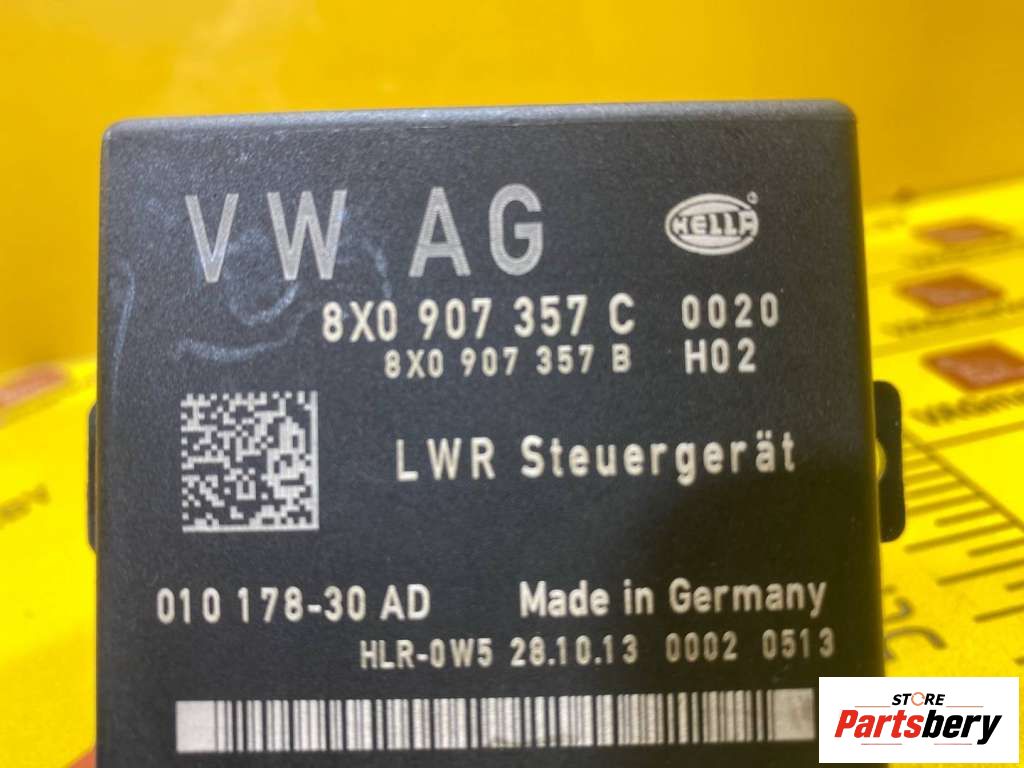 VW AG HELLA
8X0 907 357 C 0020
8X0 907 357 B H02
LWR Steuergerät
010 178-30 AD Made in Germany
HLR-0W5 28.10.13 0002 0513
STORE
Partsbery